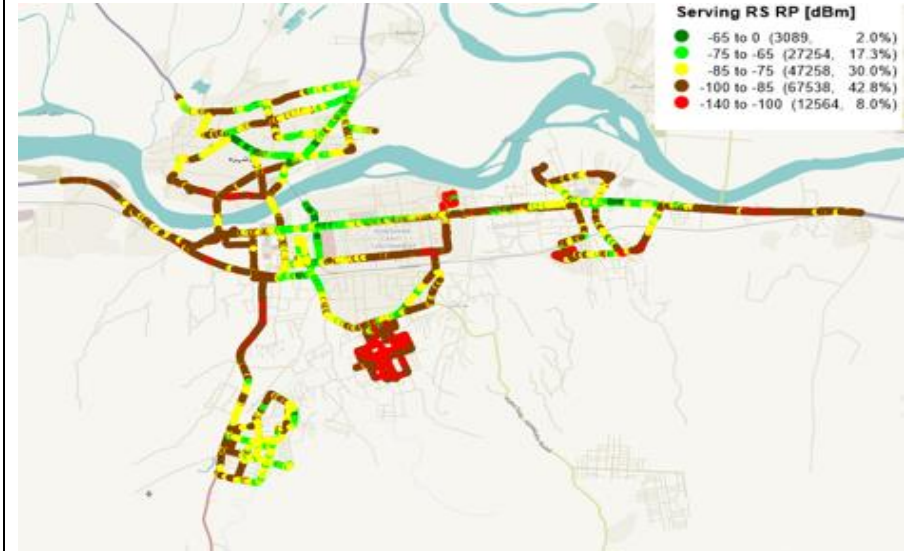 Serving RS RP [dBm]
-65 to 0 (3089, 2.0%)
-75 to -65 (27254, 17.3%)
-85 to -75 (47258, 30.0%)
-100 to -85 (67538, 42.8%)
-140 to -100 (12564, 8.0%)